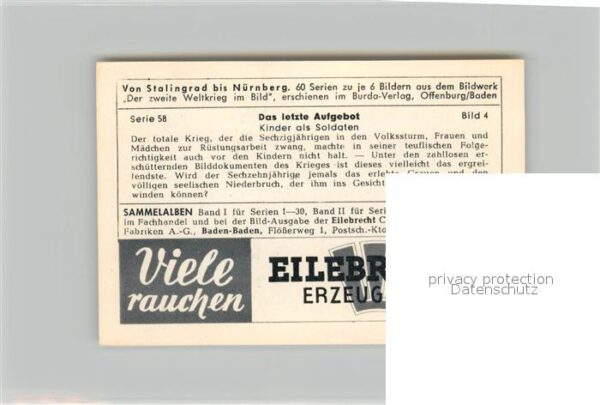 Von Stalingrad bis Nürnberg. 60 Serien zu je 6 Bildern aus dem Bildwerk
„Der zweite Weltkrieg im Bild", erschienen im Burda-Verlag, Offenburg/Baden
Serie 58 Das letzte Aufgebot Bild 4
Kinder als Soldaten
Der totale Krieg, der die Sechzigjährigen in den Volkssturm, Frauen und
Mädchen zur Rüstungsarbeit zwang, machte in seiner teuflischen Folge-
richtigkeit auch vor den Kindern nicht halt. — Unter den zahllosen er-
schütternden Bilddokumenten des Krieges ist dieses vielleicht das ergrei-
fendste. Wird der Sechzehnjährige jemals das erlebte Grauen und den
völligen seelischen Niederbruch, der ihm ins Gesicht
winden können?
SAMMELALBEN Band I für Serien 1—30, Band II für
im Fachhandel und bei der Bild-Ausgabe der Eilebrecht
Fabriken A.-G., Baden-Baden, Flößerweg 1, Postsch.-Kto
Viele
rauchen
EILEBR
ERZEUG
privacy protection
Datenschutz